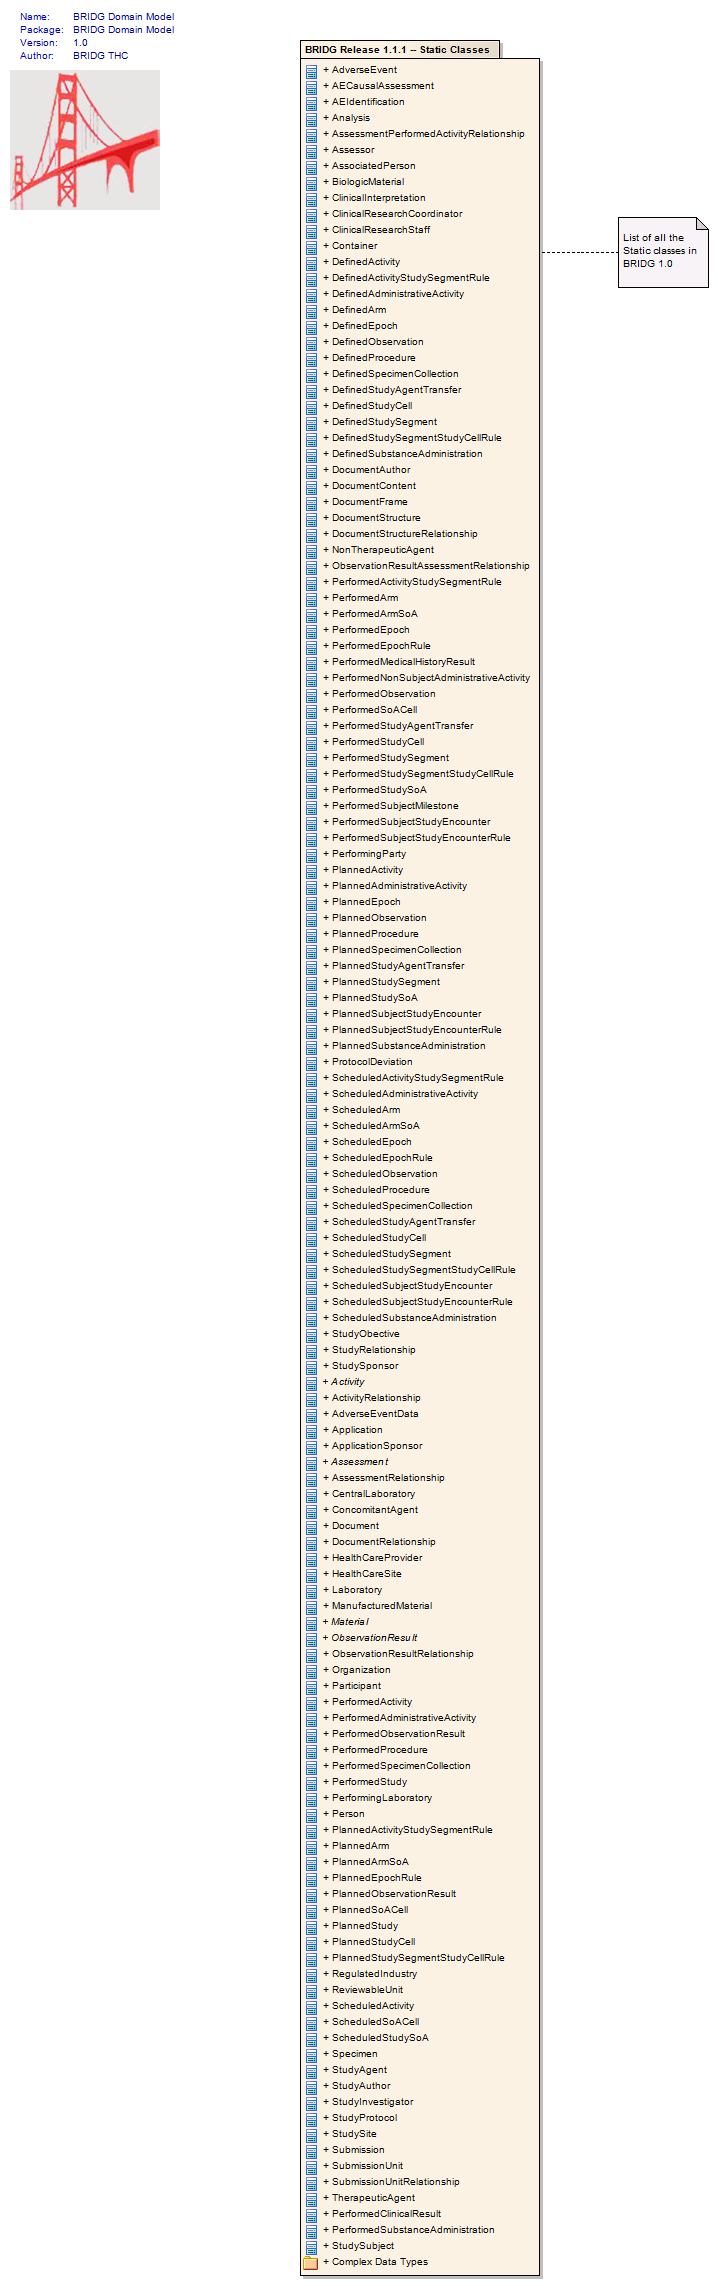 Name: BRIDG Domain Model
Package: BRIDG Domain Model
Version: 1.0
Author: BRIDG THC
BRIDG Release 1.1.1 -- Static Classes
+ AdverseEvent
+ AECausalAssessment
+ AEIdentification
+ Analysis
+ AssessmentPerformedActivityRelationship
+ Assessor
+ AssociatedPerson
+ BiologicMaterial
+ ClinicalInterpretation
+ ClinicalResearchCoordinator
+ ClinicalResearchStaff
+ Container
+ DefinedActivity
+ DefinedActivityStudySegmentRule
+ DefinedAdministrativeActivity
+ DefinedArm
+ DefinedEpoch
+ DefinedObservation
+ DefinedProcedure
+ DefinedSpecimenCollection
+ DefinedStudyAgentTransfer
+ DefinedStudyCell
+ DefinedStudySegment
+ DefinedStudySegmentStudyCellRule
+ DefinedSubstanceAdministration
+ DocumentAuthor
+ DocumentContent
+ DocumentFrame
+ DocumentStructure
+ DocumentStructureRelationship
+ NonTherapeuticAgent
+ ObservationResultAssessmentRelationship
+ PerformedActivityStudySegmentRule
+ PerformedArm
+ PerformedArmSoA
+ PerformedEpoch
+ PerformedEpochRule
+ PerformedMedicalHistoryResult
+ PerformedNonSubjectAdministrativeActivity
+ PerformedObservation
+ PerformedSoACell
+ PerformedStudyAgentTransfer
+ PerformedStudyCell
+ PerformedStudySegment
+ PerformedStudySegmentStudyCellRule
+ PerformedStudySoA
+ PerformedSubjectMilestone
+ PerformedSubjectStudyEncounter
+ PerformedSubjectStudyEncounterRule
+ PerformingParty
+ PlannedActivity
+ PlannedAdministrativeActivity
+ PlannedEpoch
+ PlannedObservation
+ PlannedProcedure
+ PlannedSpecimenCollection
+ PlannedStudyAgentTransfer
+ PlannedStudySegment
+ PlannedStudySoA
+ PlannedSubjectStudyEncounter
+ PlannedSubjectStudyEncounterRule
+ PlannedSubstanceAdministration
+ ProtocolDeviation
+ ScheduledActivityStudySegmentRule
+ ScheduledAdministrativeActivity
+ ScheduledArm
+ ScheduledArmSoA
+ ScheduledEpoch
+ ScheduledEpochRule
+ ScheduledObservation
+ ScheduledProcedure
+ ScheduledSpecimenCollection
+ ScheduledStudyAgentTransfer
+ ScheduledStudyCell
+ ScheduledStudySegment
+ ScheduledStudySegmentStudyCellRule
+ ScheduledSubjectStudyEncounter
+ ScheduledSubjectStudyEncounterRule
+ ScheduledSubstanceAdministration
+ StudyObective
+ StudyRelationship
+ StudySponsor
+ Activity
+ ActivityRelationship
+ AdverseEventData
+ Application
+ ApplicationSponsor
+ Assessment
+ AssessmentRelationship
+ CentralLaboratory
+ ConcomitantAgent
+ Document
+ DocumentRelationship
+ HealthCareProvider
+ HealthCareSite
+ Laboratory
+ ManufacturedMaterial
+ Material
+ ObservationResult
+ ObservationResultRelationship
+ Organization
+ Participant
+ PerformedActivity
+ PerformedAdministrativeActivity
+ PerformedObservationResult
+ PerformedProcedure
+ PerformedSpecimenCollection
+ PerformedStudy
+ PerformingLaboratory
+ Person
+ PlannedActivityStudySegmentRule
+ PlannedArm
+ PlannedArmSoA
+ PlannedEpochRule
+ PlannedObservationResult
+ PlannedSoACell
+ PlannedStudy
+ PlannedStudyCell
+ PlannedStudySegmentStudyCellRule
+ RegulatedIndustry
+ ReviewableUnit
+ ScheduledActivity
+ ScheduledSoACell
+ ScheduledStudySoA
+ Specimen
+ StudyAgent
+ StudyAuthor
+ StudyInvestigator
+ StudyProtocol
+ StudySite
+ Submission
+ SubmissionUnit
+ SubmissionUnitRelationship
+ TherapeuticAgent
+ PerformedClinicalResult
+ PerformedSubstanceAdministration
+ StudySubject
+ Complex Data Types
List of all the
Static classes in
BRIDG 1.0